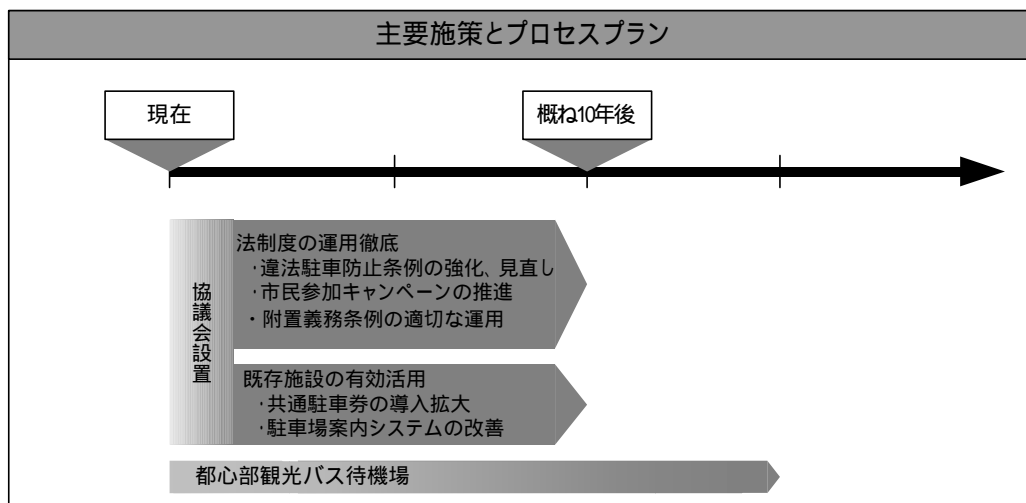 主要施策とプロセスプラン
現在
概ね10年後
協議会設置
法制度の運用徹底
・違法駐車防止条例の強化、見直し
・市民参加キャンペーンの推進
・附置義務条例の適切な運用
既存施設の有効活用
・共通駐車券の導入拡大
・駐車場案内システムの改善
都心部観光バス待機場